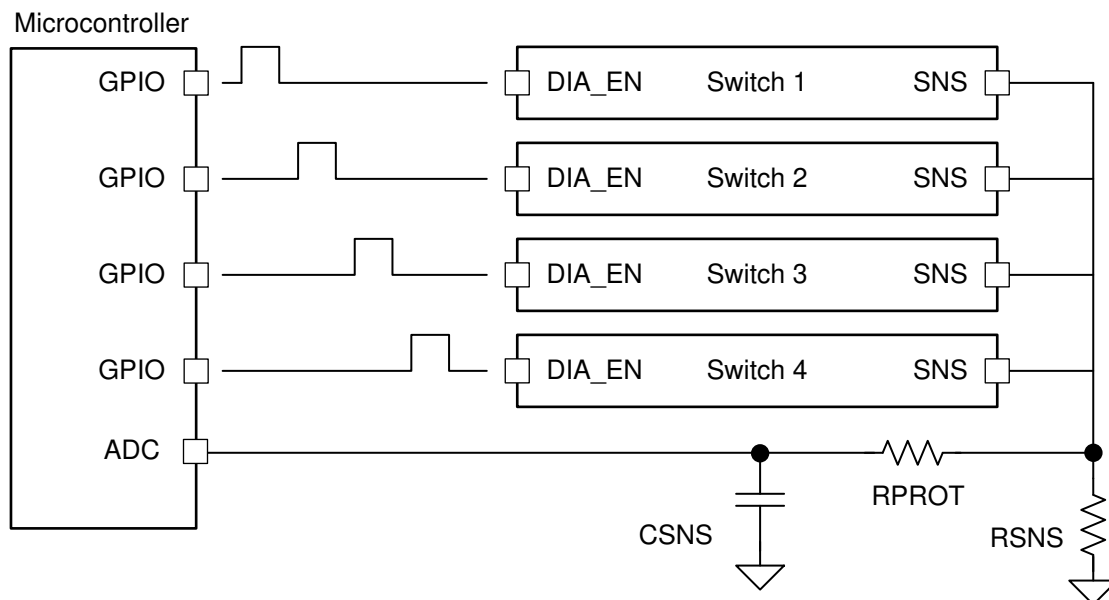 Microcontroller
GPIO DIA_EN Switch 1 SNS
GPIO DIA_EN Switch 2 SNS
GPIO DIA_EN Switch 3 SNS
GPIO DIA_EN Switch 4 SNS
ADC
RPROT
CSNS RSNS